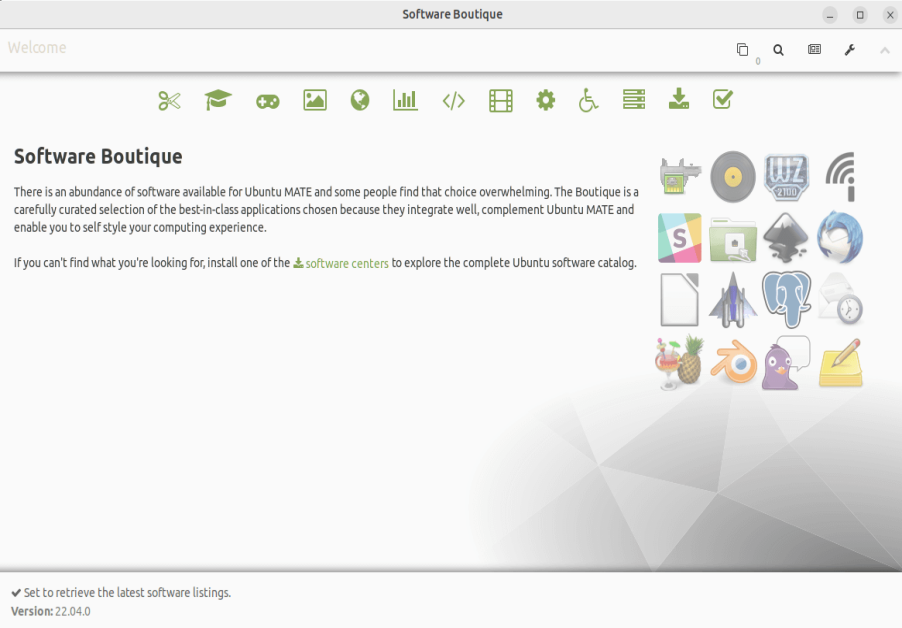 Software Boutique
Welcome
0
Software Boutique
There is an abundance of software available for Ubuntu MATE and some people find that choice overwhelming. The Boutique is a
carefully curated selection of the best-in-class applications chosen because they integrate well, complement Ubuntu MATE and
enable you to self style your computing experience.
If you can't find what you're looking for, install one of the software centers to explore the complete Ubuntu software catalog.
WZ
2100
S
Set to retrieve the latest software listings.
Version: 22.04.0